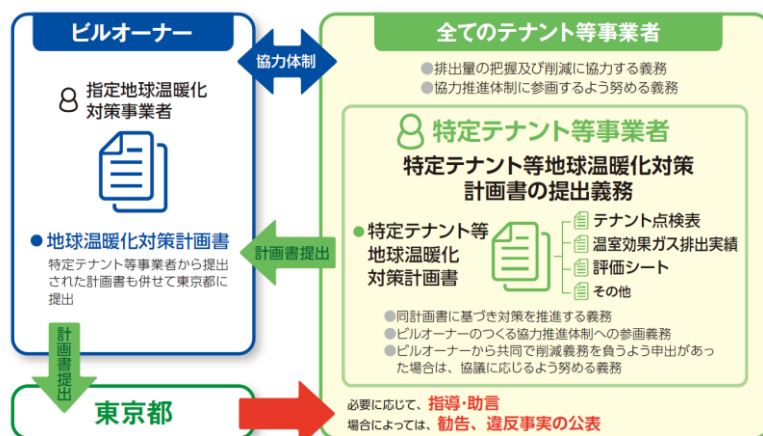 ビルオーナー
指定地球温暖化
対策事業者
●地球温暖化対策計画書
特定テナント等事業者から提出
された計画書も併せて東京都に
提出
協力体制
計画書提出
計画書提出
東京都
全てのテナント等事業者
●排出量の把握及び削減に協力する義務
●協力推進体制に参画するよう努める義務
特定テナント等事業者
特定テナント等地球温暖化対策
計画書の提出義務
●特定テナント等
地球温暖化
対策計画書
テナント点検表
温室効果ガス排出実績
評価シート
その他
●同計画書に基づき対策を推進する義務
●ビルオーナーのつくる協力推進体制への参画義務
●ビルオーナーから共同で削減義務を負うよう申出があっ
た場合は、協議に応じるよう努める義務
必要に応じて、指導・助言
場合によっては、勧告、違反事実の公表